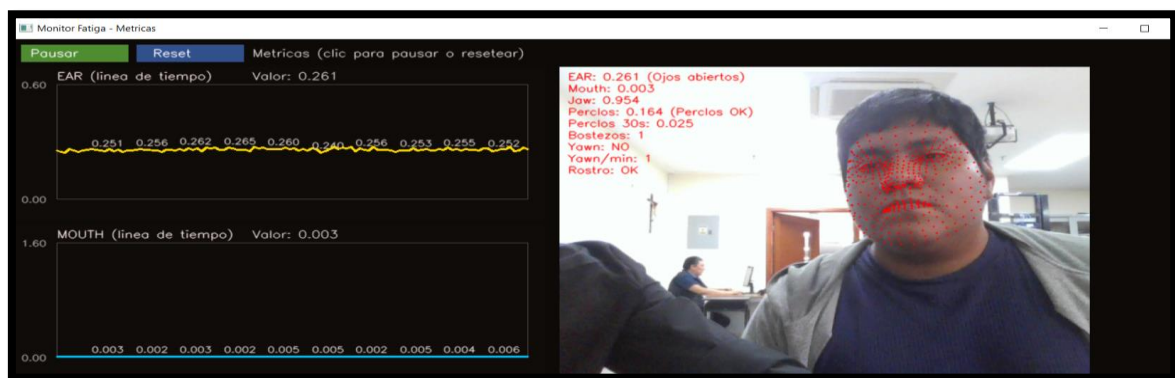 Monitor Fatiga - Metricas
Pausar Reset Metricas (clic para pausar o resetear)
EAR (linea de tiempo) Valor: 0.261
0.60
0.251 0.256 0.262 0.265 0.260 0.240 0.256 0.253 0.255 0.252
0.00
MOUTH (linea de tiempo) Valor: 0.003
1.60
0.003 0.002 0.003 0.002 0.005 0.005 0.002 0.005 0.004 0.006
0.00
EAR: 0.261 (Ojos abiertos)
Mouth: 0.003
Jaw: 0.954
Perclos: 0.164 (Perclos OK)
Perclos 30s: 0.025
Bostezos: 1
Yawn: NO
Yawn/min: 1
Rostro: OK